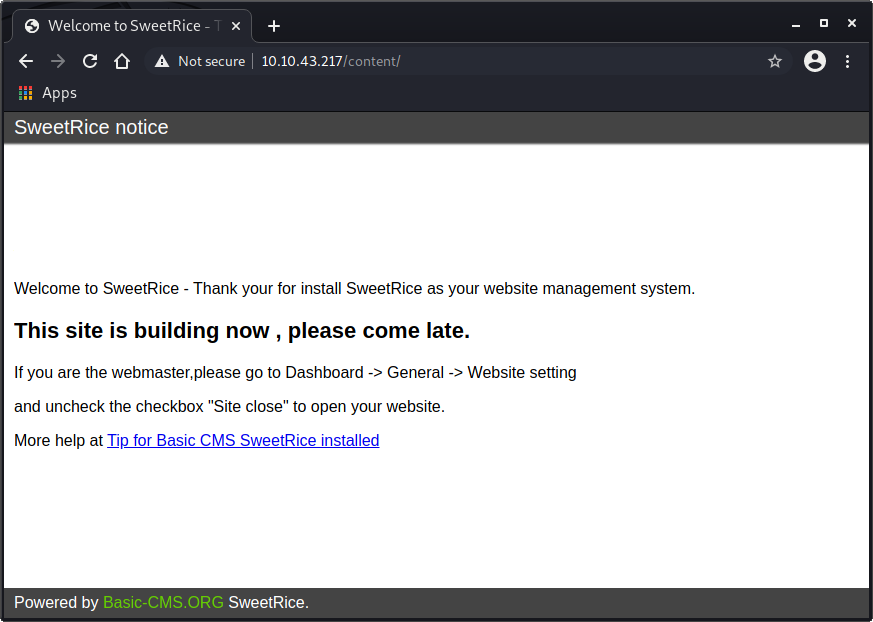 Welcome to SweetRice - T
Not secure 10.10.43.217/content/
Apps
SweetRice notice
Welcome to SweetRice - Thank your for install SweetRice as your website management system.
This site is building now , please come late.
If you are the webmaster,please go to Dashboard -> General -> Website setting
and uncheck the checkbox "Site close" to open your website.
More help at Tip for Basic CMS SweetRice installed
Powered by Basic-CMS.ORG SweetRice.